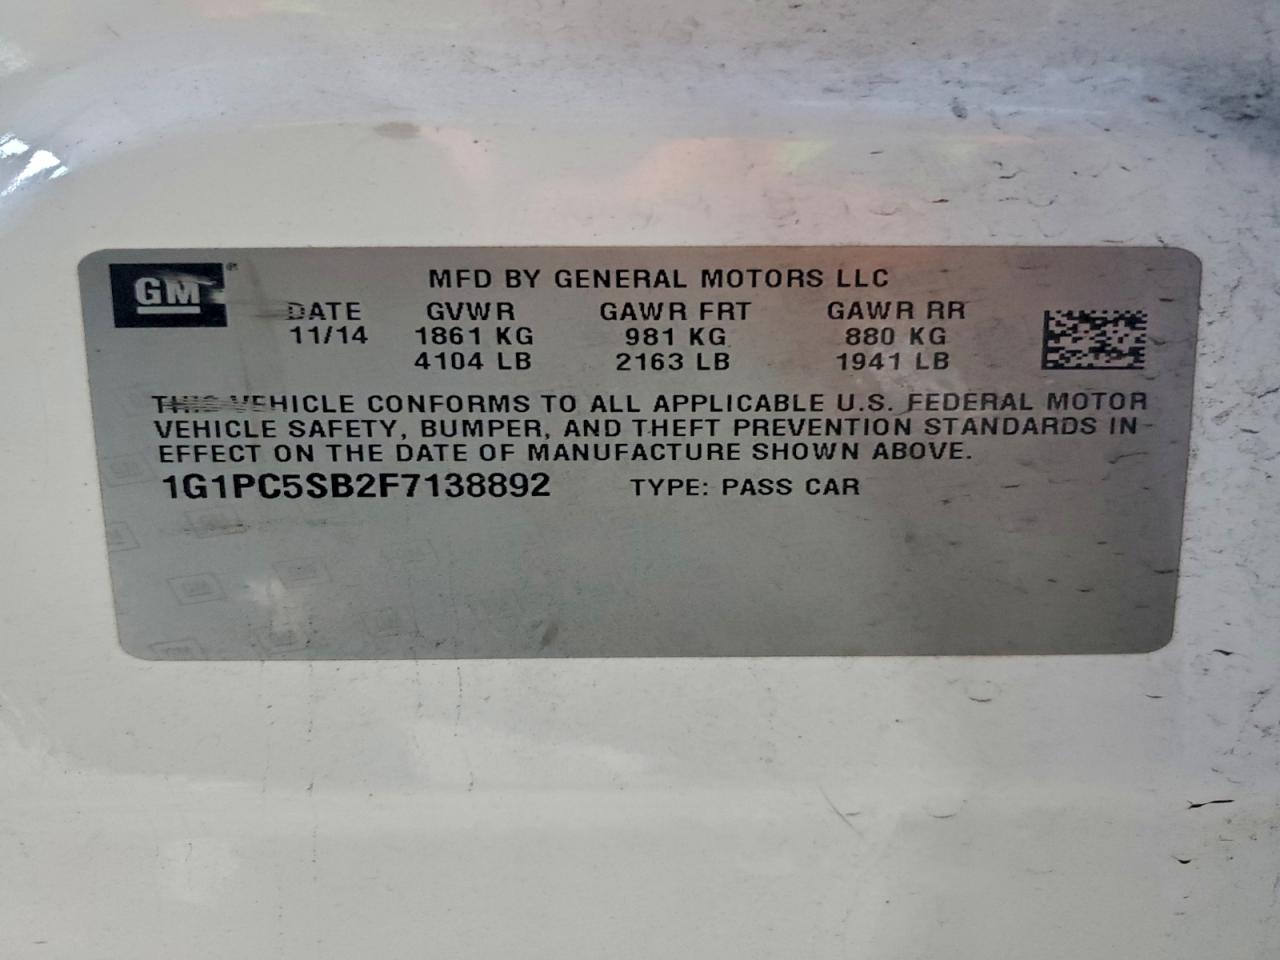 GM
MFD BY GENERAL MOTORS LLC
DATE GVWR GAWR FRT GAWR RR
11/14 1861 KG 981 KG 880 KG
4104 LB 2163 LB 1941 LB
THIS VEHICLE CONFORMS TO ALL APPLICABLE U.S. FEDERAL MOTOR
VEHICLE SAFETY, BUMPER, AND THEFT PREVENTION STANDARDS IN
EFFECT ON THE DATE OF MANUFACTURE SHOWN ABOVE.
1G1PC5SB2F7138892 TYPE: PASS CAR